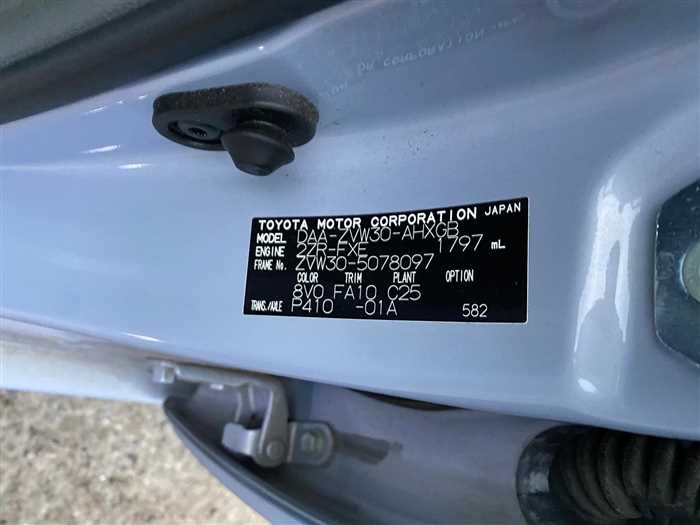 TOYOTA MOTOR CORPORATION JAPAN
MODEL DAA-ZVW30-AHXGB
ENGINE 2ZR-FXE 1797 mL
FRAME No. ZVW30-5078097
COLOR TRIM PLANT OPTION
8V0 FA10 C25
TRANS./AXLE P410 -01A 582